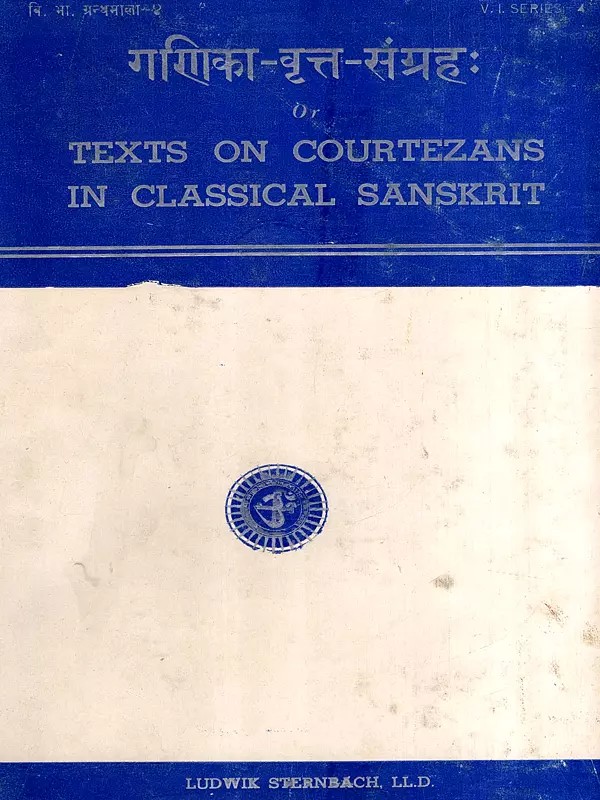 वि. भा. ग्रन्थमाला-४
V. I. SERIES-4
गणिका-वृत्त-संग्रहः
Or
TEXTS ON COURTEZANS
IN CLASSICAL SANSKRIT
LUDWIK STERNBACH, LL.D.